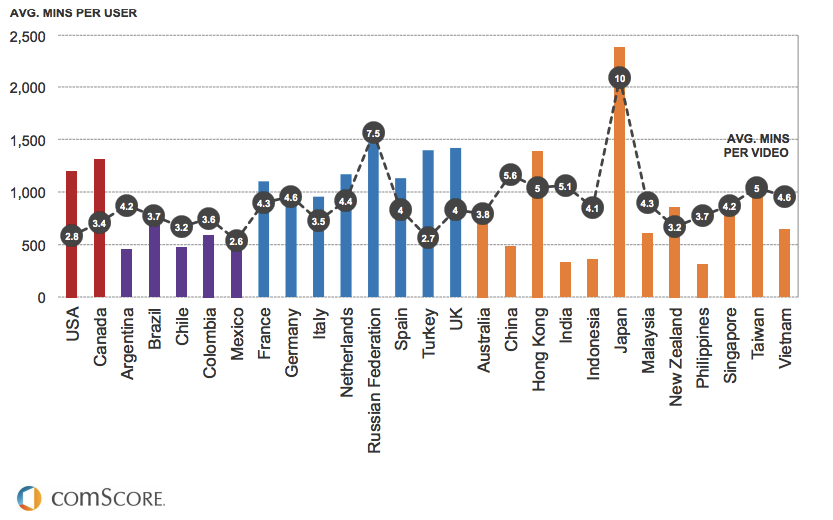 AVG. MINS PER USER
2,500
2,000
1,500
1,000
500
0
AVG. MINS
PER VIDEO
2.8
3.4
4.2
3.7
3.2
3.6
2.6
4.3
4.6
3.5
4.4
7.5
4
2.7
4
3.8
5.6
5
5.1
4.1
10
4.3
3.2
3.7
4.2
5
4.6
USA
Canada
Argentina
Brazil
Chile
Colombia
Mexico
France
Germany
Italy
Netherlands
Russian Federation
Spain
Turkey
UK
Australia
China
Hong Kong
India
Indonesia
Japan
Malaysia
New Zealand
Philippines
Singapore
Taiwan
Vietnam
comScore.